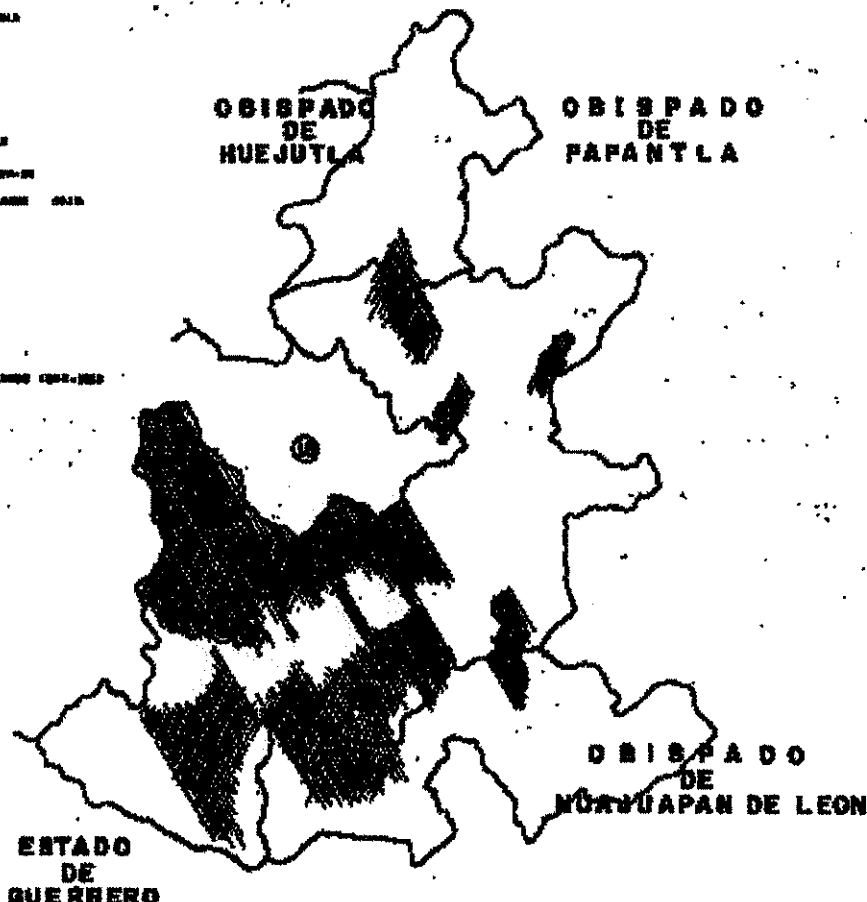 OBISPADO
DE
HUEJUTLA
OBISPADO
DE
PAPANTLA
OBISPADO
DE
HUAJUAPAN DE LEON
ESTADO
DE
GUERRERO